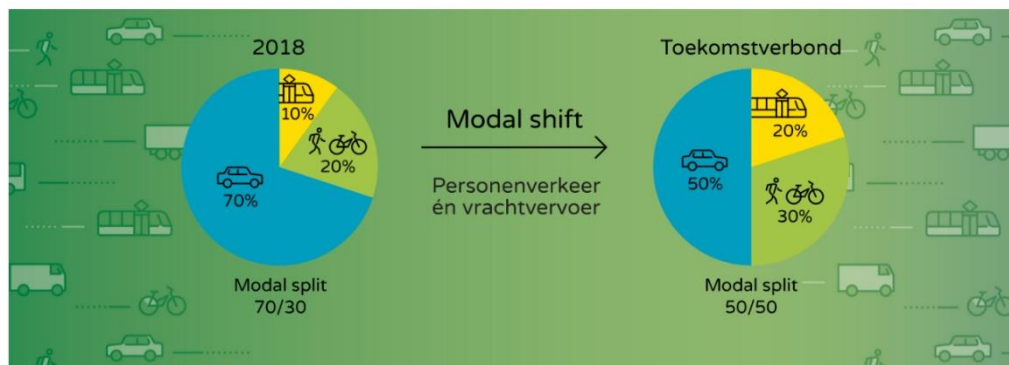 2018
10%
20%
70%
Modal split
70/30
Modal shift
Personenverkeer
én vrachtvervoer
Toekomstverbond
20%
50%
30%
Modal split
50/50